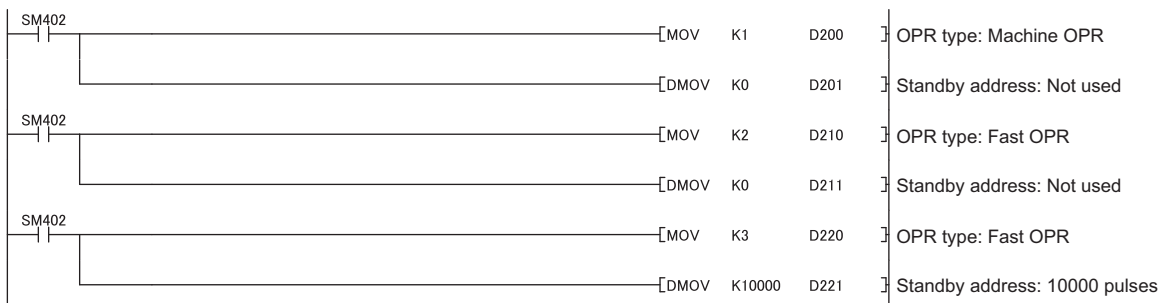 SM402
[MOV K1 D200 ] OPR type: Machine OPR
[DMOV K0 D201 ] Standby address: Not used
SM402
[MOV K2 D210 ] OPR type: Fast OPR
[DMOV K0 D211 ] Standby address: Not used
SM402
[MOV K3 D220 ] OPR type: Fast OPR
[DMOV K10000 D221 ] Standby address: 10000 pulses